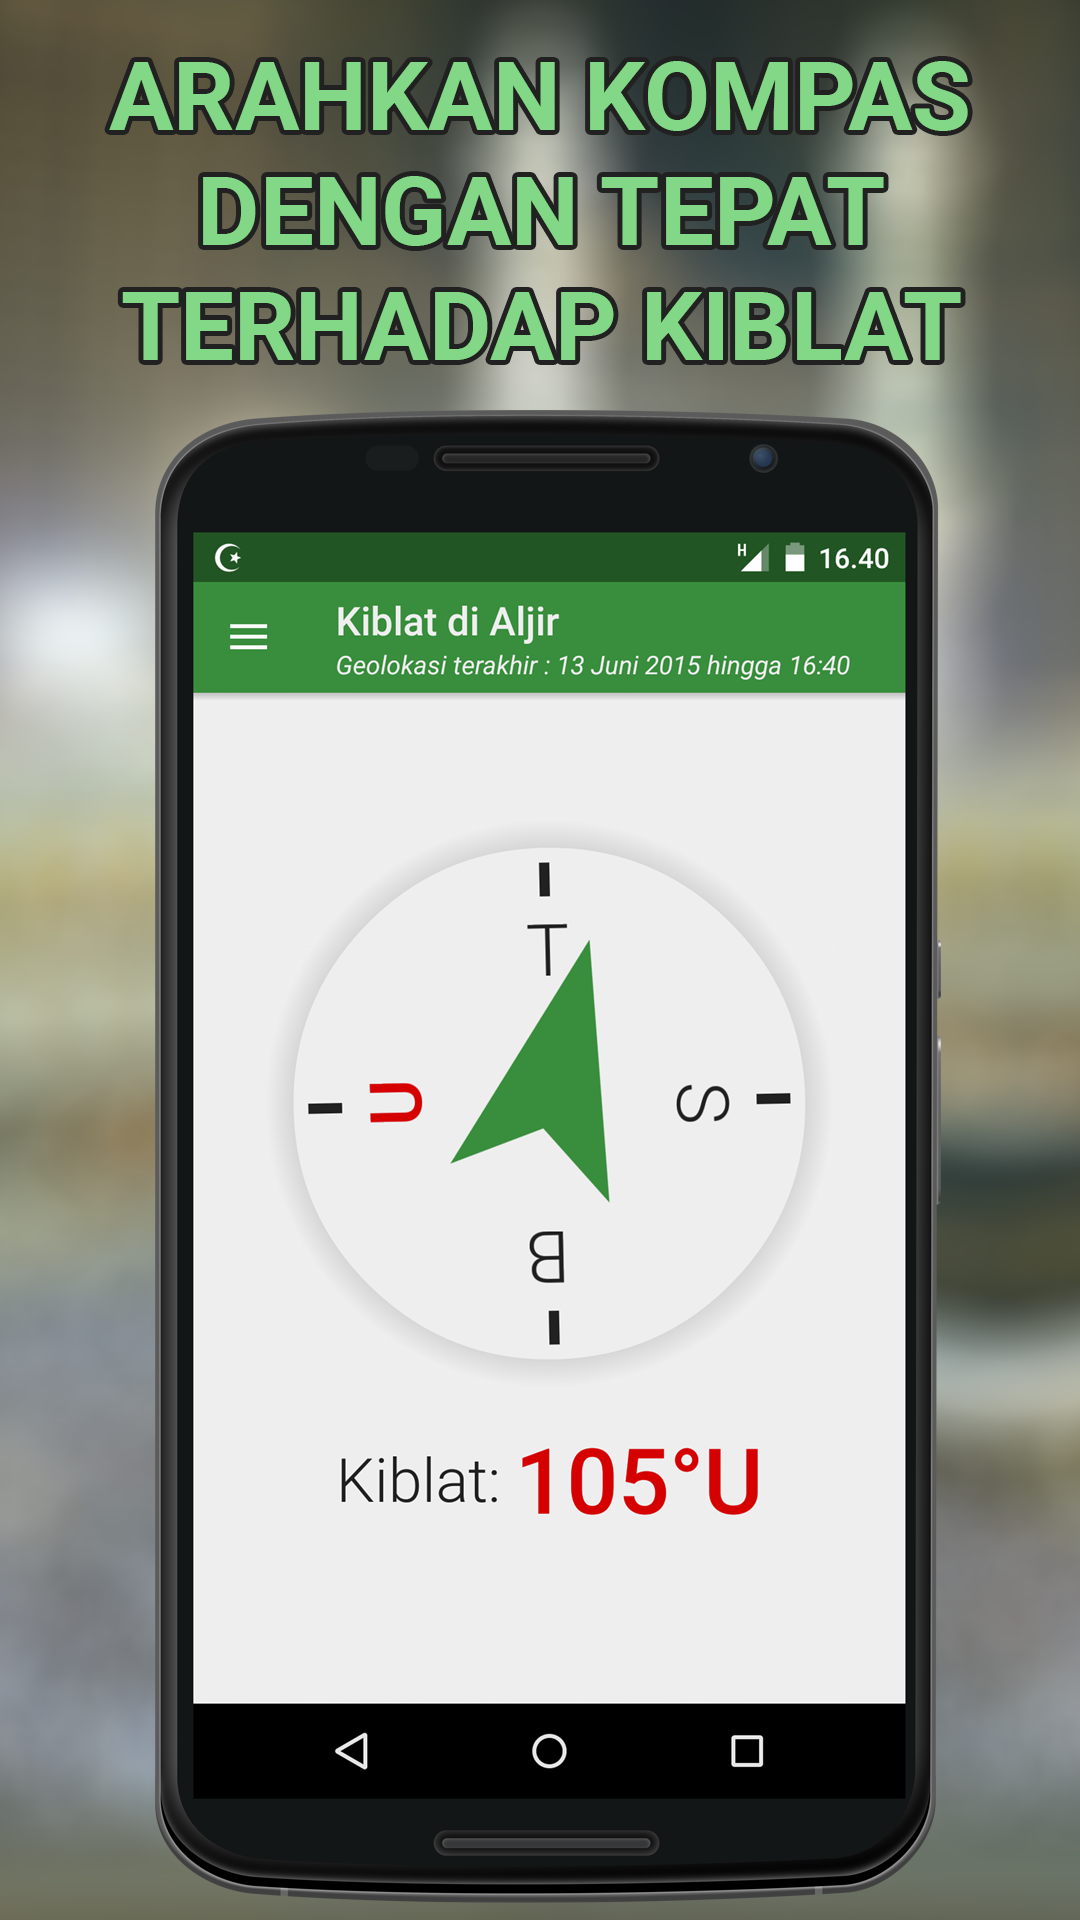 ARAHKAN KOMPAS
DENGAN TEPAT
TERHADAP KIBLAT
H 16.40
Kiblat di Aljir
Geolokasi terakhir : 13 Juni 2015 hingga 16:40
T
U S
B
Kiblat: 105°U